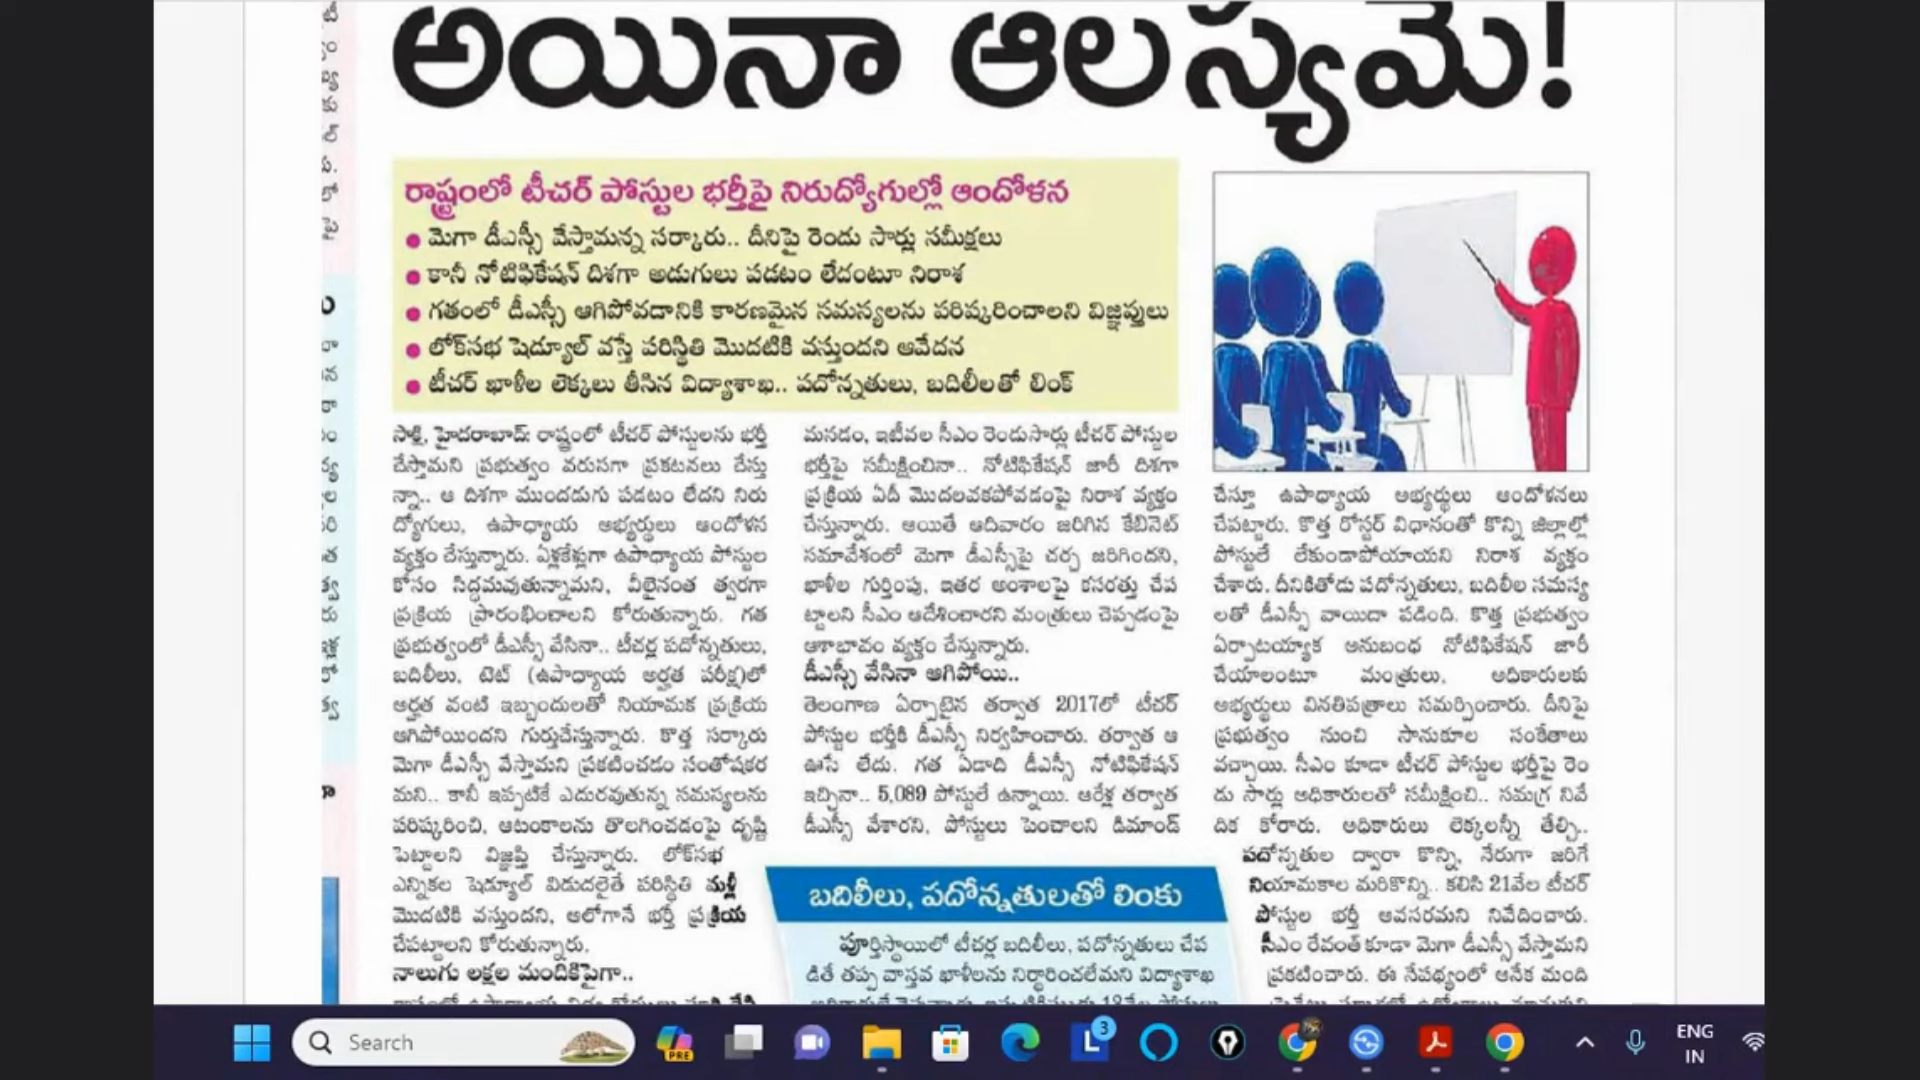 అయినా ఆలస్యమే!
రాష్ట్రంలో టీచర్ పోస్టుల భర్తీపై నిరుద్యోగుల్లో ఆందోళన
● మెగా డీఎస్సీ వేస్తామన్న సర్కారు.. దీనిపై రెండు సార్లు సమీక్షలు
● కానీ నోటిఫికేషన్ దిశగా అడుగులు పడటం లేదంటూ నిరాశ
● గతంలో డీఎస్సీ ఆగిపోవడానికి కారణమైన సమస్యలను పరిష్కరించాలని విజ్ఞప్తులు
● లోక్‌సభ షెడ్యూల్ వస్తే పరిస్థితి మొదటికి వస్తుందని ఆవేదన
● టీచర్ ఖాళీల లెక్కలు తీసిన విద్యాశాఖ.. పదోన్నతులు, బదిలీలతో లింక్
సాక్షి, హైదరాబాద్: రాష్ట్రంలో టీచర్ పోస్టులను భర్తీ
చేస్తామని ప్రభుత్వం వరుసగా ప్రకటనలు చేస్తు
న్నా.. ఆ దిశగా ముందడుగు పడటం లేదని నిరు
ద్యోగులు, ఉపాధ్యాయ అభ్యర్థులు ఆందోళన
వ్యక్తం చేస్తున్నారు. ఏళ్లకేళ్లుగా ఉపాధ్యాయ పోస్టుల
కోసం సిద్ధమవుతున్నామని, వీలైనంత త్వరగా
ప్రక్రియ ప్రారంభించాలని కోరుతున్నారు. గత
ప్రభుత్వంలో డీఎస్సీ వేసినా.. టీచర్ల పదోన్నతులు,
బదిలీలు, టెట్ (ఉపాధ్యాయ అర్హత పరీక్ష)లో
అర్హత వంటి ఇబ్బందులతో నియామక ప్రక్రియ
ఆగిపోయిందని గుర్తుచేస్తున్నారు. కొత్త సర్కారు
మెగా డీఎస్సీ వేస్తామని ప్రకటించడం సంతోషకర
మని.. కానీ ఇప్పటికే ఎదురవుతున్న సమస్యలను
పరిష్కరించి, ఆటంకాలను తొలగించడంపై దృష్టి
పెట్టాలని విజ్ఞప్తి చేస్తున్నారు. లోక్‌సభ
ఎన్నికల షెడ్యూల్ విడుదలైతే పరిస్థితి మళ్లీ
మొదటికి వస్తుందని, అలోగానే భర్తీ ప్రక్రియ
చేపట్టాలని కోరుతున్నారు.
నాలుగు లక్షల మందికిపైగా..
మనడం, ఇటీవల సీఎం రెండుసార్లు టీచర్ పోస్టుల
భర్తీపై సమీక్షించినా.. నోటిఫికేషన్ జారీ దిశగా
ప్రక్రియ ఏదీ మొదలవకపోవడంపై నిరాశ వ్యక్తం
చేస్తున్నారు. అయితే ఆదివారం జరిగిన కేబినెట్
సమావేశంలో మెగా డీఎస్సీపై చర్చ జరిగిందని,
ఖాళీల గుర్తింపు, ఇతర అంశాలపై కసరత్తు చేప
ట్టాలని సీఎం ఆదేశించారని మంత్రులు చెప్పడంపై
ఆశాభావం వ్యక్తం చేస్తున్నారు.
డీఎస్సీ వేసినా ఆగిపోయి..
తెలంగాణ ఏర్పాటైన తర్వాత 2017లో టీచర్
పోస్టుల భర్తీకి డీఎస్సీ నిర్వహించారు. తర్వాత ఆ
ఊసే లేదు. గత ఏడాది డీఎస్సీ నోటిఫికేషన్
ఇచ్చినా.. 5,089 పోస్టులే ఉన్నాయి. ఆరేళ్ల తర్వాత
డీఎస్సీ వేశారని, పోస్టులు పెంచాలని డిమాండ్
బదిలీలు, పదోన్నతులతో లింకు
పూర్తిస్థాయిలో టీచర్ల బదిలీలు, పదోన్నతులు చేప
డితే తప్ప వాస్తవ ఖాళీలను నిర్ధారించలేమని విద్యాశాఖ
చేస్తూ ఉపాధ్యాయ అభ్యర్థులు ఆందోళనలు
చేపట్టారు. కొత్త రోస్టర్ విధానంతో కొన్ని జిల్లాల్లో
పోస్టులే లేకుండాపోయాయని నిరాశ వ్యక్తం
చేశారు. దీనికితోడు పదోన్నతులు, బదిలీల సమస్య
లతో డీఎస్సీ వాయిదా పడింది. కొత్త ప్రభుత్వం
ఏర్పాటయ్యాక అనుబంధ నోటిఫికేషన్ జారీ
చేయాలంటూ మంత్రులు, అధికారులకు
అభ్యర్థులు వినతిపత్రాలు సమర్పించారు. దీనిపై
ప్రభుత్వం నుంచి సానుకూల సంకేతాలు
వచ్చాయి. సీఎం కూడా టీచర్ పోస్టుల భర్తీపై రెం
డు సార్లు అధికారులతో సమీక్షించి.. సమగ్ర నివే
దిక కోరారు. అధికారులు లెక్కలన్నీ తేల్చి..
పదోన్నతుల ద్వారా కొన్ని, నేరుగా జరిగే
నియామకాల మరికొన్ని.. కలిసి 21వేల టీచర్
పోస్టుల భర్తీ అవసరమని నివేదించారు.
సీఎం రేవంత్ కూడా మెగా డీఎస్సీ వేస్తామని
ప్రకటించారు. ఈ నేపథ్యంలో అనేక మంది
Search
PRE
3
ENG
IN